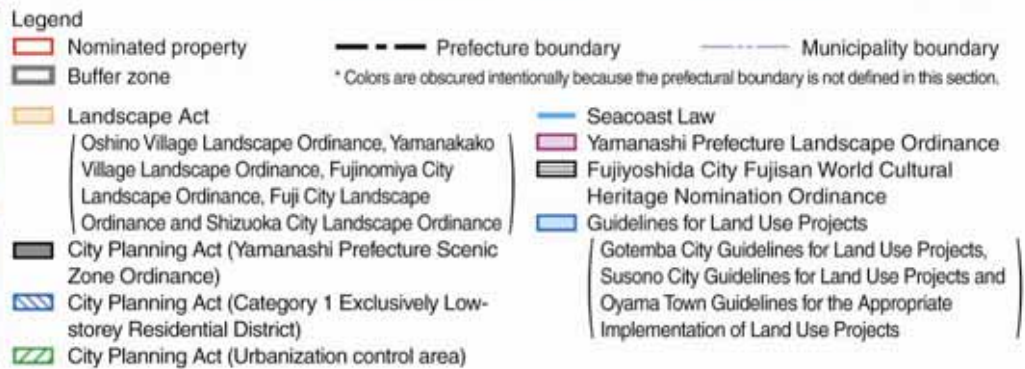 Legend
Nominated property
Prefecture boundary
Municipality boundary
Buffer zone
* Colors are obscured intentionally because the prefectural boundary is not defined in this section.
Landscape Act
Oshino Village Landscape Ordinance, Yamanakako
Village Landscape Ordinance, Fujinomiya City
Landscape Ordinance, Fuji City Landscape
Ordinance and Shizuoka City Landscape Ordinance
City Planning Act (Yamanashi Prefecture Scenic
Zone Ordinance)
City Planning Act (Category 1 Exclusively Low-
storey Residential District)
City Planning Act (Urbanization control area)
Seacoast Law
Yamanashi Prefecture Landscape Ordinance
Fujiyoshida City Fujisan World Cultural
Heritage Nomination Ordinance
Guidelines for Land Use Projects
Gotemba City Guidelines for Land Use Projects,
Susono City Guidelines for Land Use Projects and
Oyama Town Guidelines for the Appropriate
Implementation of Land Use Projects